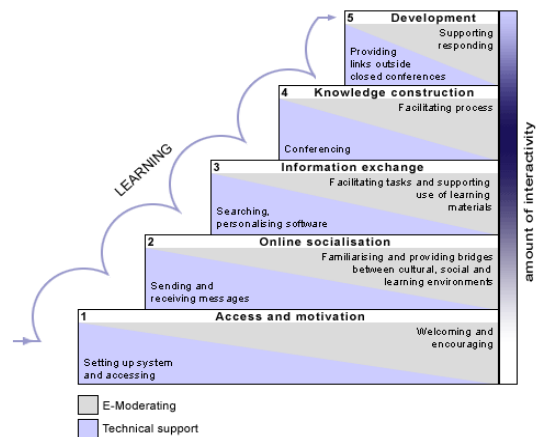 5 Development
Supporting
responding
Providing
links outside
closed conferences
4 Knowledge construction
Facilitating process
Conferencing
3 Information exchange
Facilitating tasks and supporting
use of learning
materials
Searching,
personalising software
2 Online socialisation
Familiarising and providing bridges
between cultural, social and
learning environments
Sending and
receiving messages
1 Access and motivation
Welcoming and
encouraging
Setting up system
and accessing
LEARNING
amount of interactivity
E-Moderating
Technical support